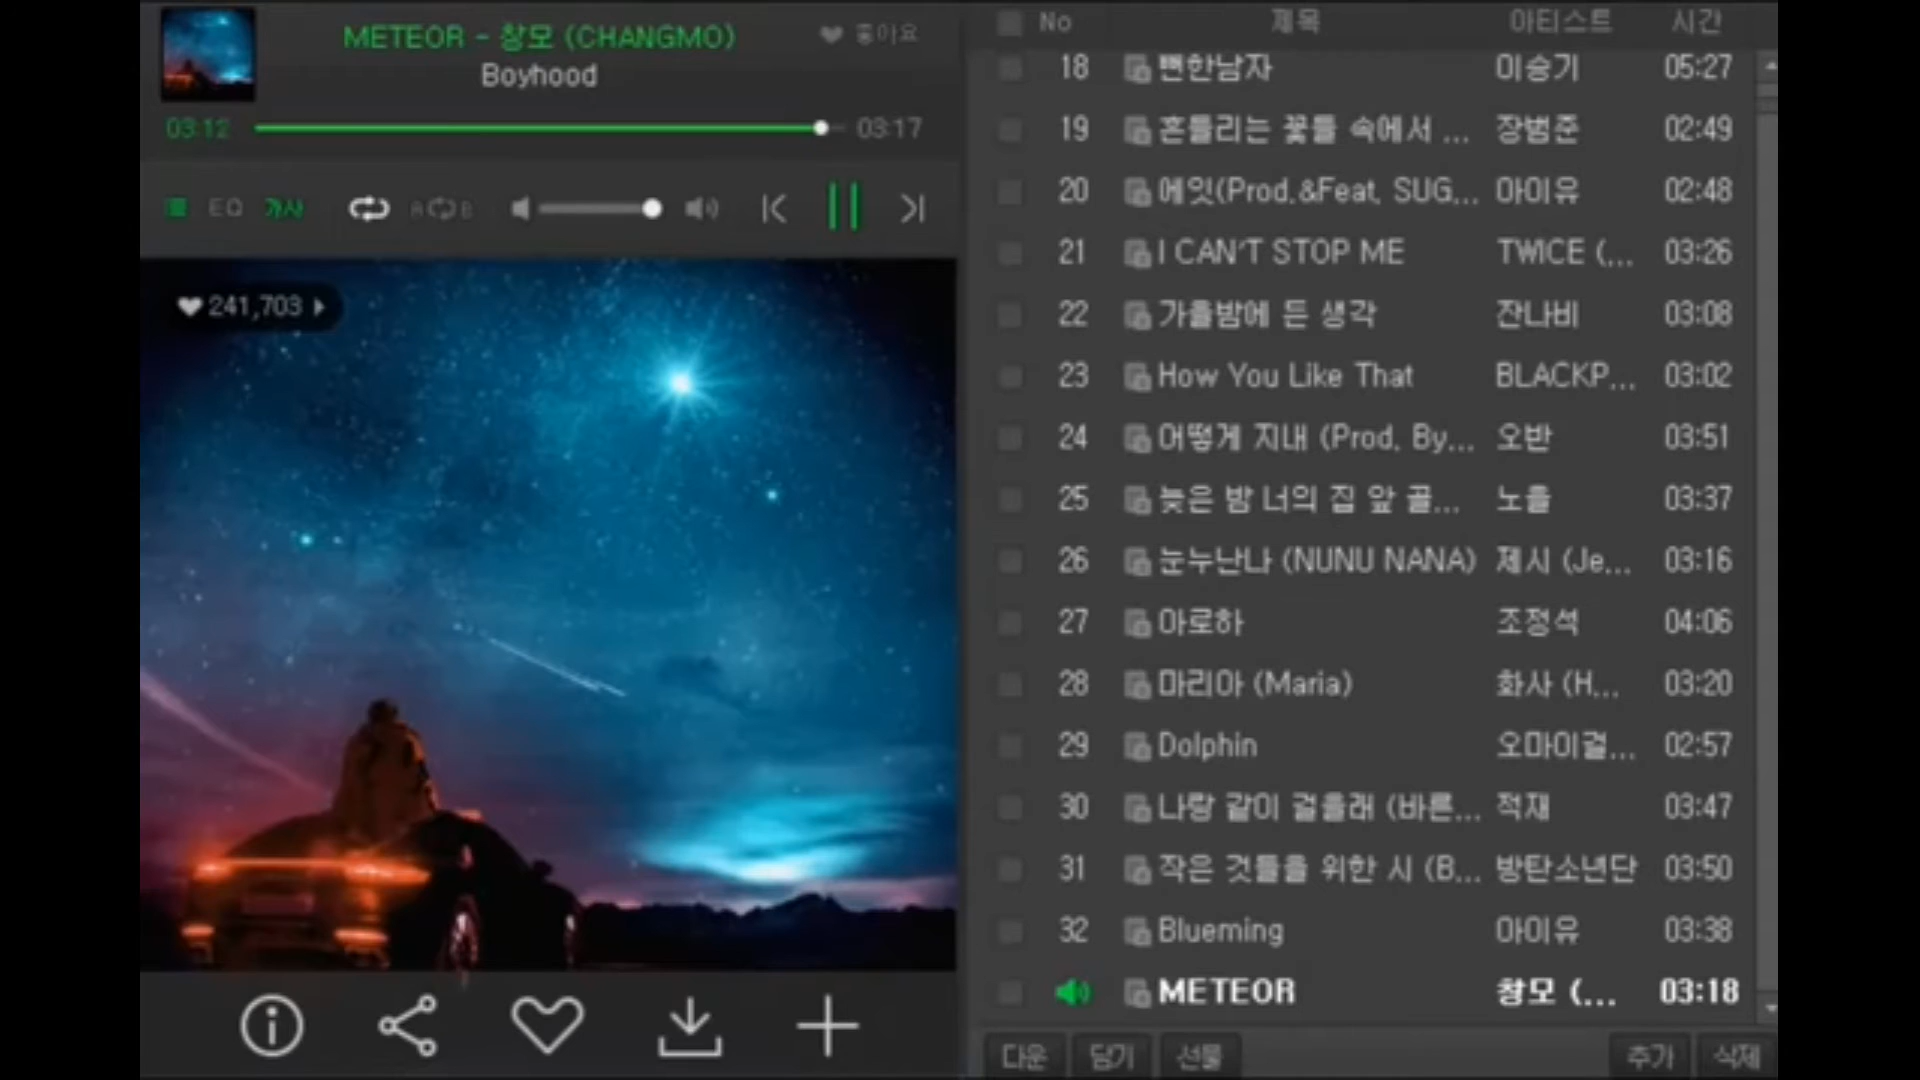 METEOR - 창모 (CHANGMO)
좋아요
Boyhood
03:12
03:17
EQ 가사
A B
241,703
No 제목 아티스트 시간
18 뻔한남자 이승기 05:27
19 흔들리는 꽃들 속에서 ... 장범준 02:49
20 에잇(Prod.&Feat. SUG... 아이유 02:48
21 I CAN'T STOP ME TWICE (... 03:26
22 가을밤에 든 생각 잔나비 03:08
23 How You Like That BLACKP... 03:02
24 어떻게 지내 (Prod. By... 오반 03:51
25 늦은 밤 너의 집 앞 골... 노을 03:37
26 눈누난나 (NUNU NANA) 제시 (Je... 03:16
27 아로하 조정석 04:06
28 마리아 (Maria) 화사 (H... 03:20
29 Dolphin 오마이걸... 02:57
30 나랑 같이 걸을래 (바른... 적재 03:47
31 작은 것들을 위한 시 (B... 방탄소년단 03:50
32 Blueming 아이유 03:38
METEOR 창모 (... 03:18
다운 담기 선물 추가 삭제